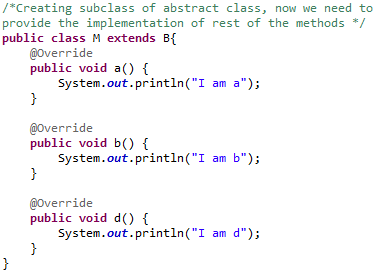 /*Creating subclass of abstract class, now we need to
provide the implementation of rest of the methods */
public class M extends B{
    @Override
    public void a() {
        System.out.println("I am a");
    }

    @Override
    public void b() {
        System.out.println("I am b");
    }

    @Override
    public void d() {
        System.out.println("I am d");
    }
}